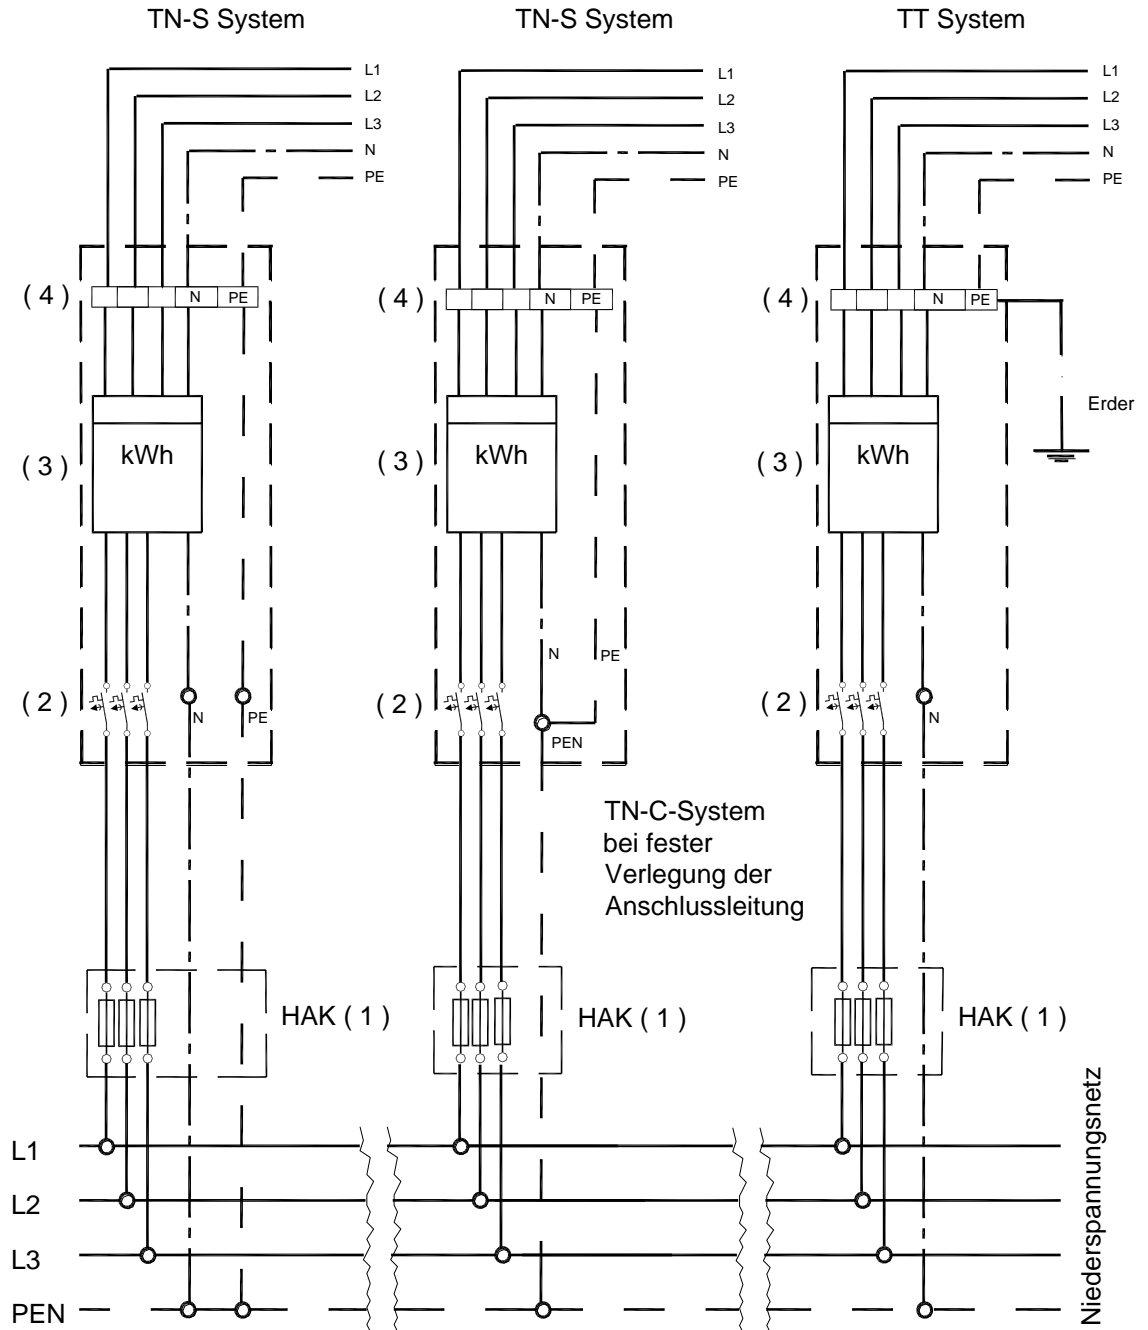 TN-S System
TN-S System
TT System
L1
L2
L3
N
PE
L1
L2
L3
N
PE
L1
L2
L3
N
PE
( 4 )
N
PE
( 4 )
N
PE
( 4 )
N
PE
Erder
( 3 )
kWh
( 3 )
kWh
( 3 )
kWh
N
PE
( 2 )
N
PE
( 2 )
PEN
( 2 )
N
TN-C-System
bei fester
Verlegung der
Anschlussleitung
HAK ( 1 )
HAK ( 1 )
HAK ( 1 )
Niederspannungsnetz
L1
L2
L3
PEN